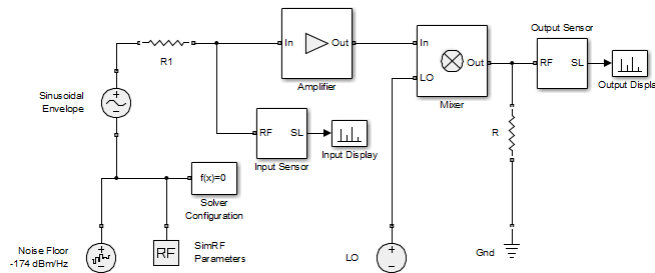 Output Sensor
In
Out
In
Out
RF
SL
R1
LO
Amplifier
Output Displa
Mixer
Sinusoidal
Envelope
RF
SL
R
Input Sensor
Input Display
f(x)=0
Solver
Configuration
Noise Floor
-174 dBm/Hz
RF
SimRF
Parameters
LO
Gnd